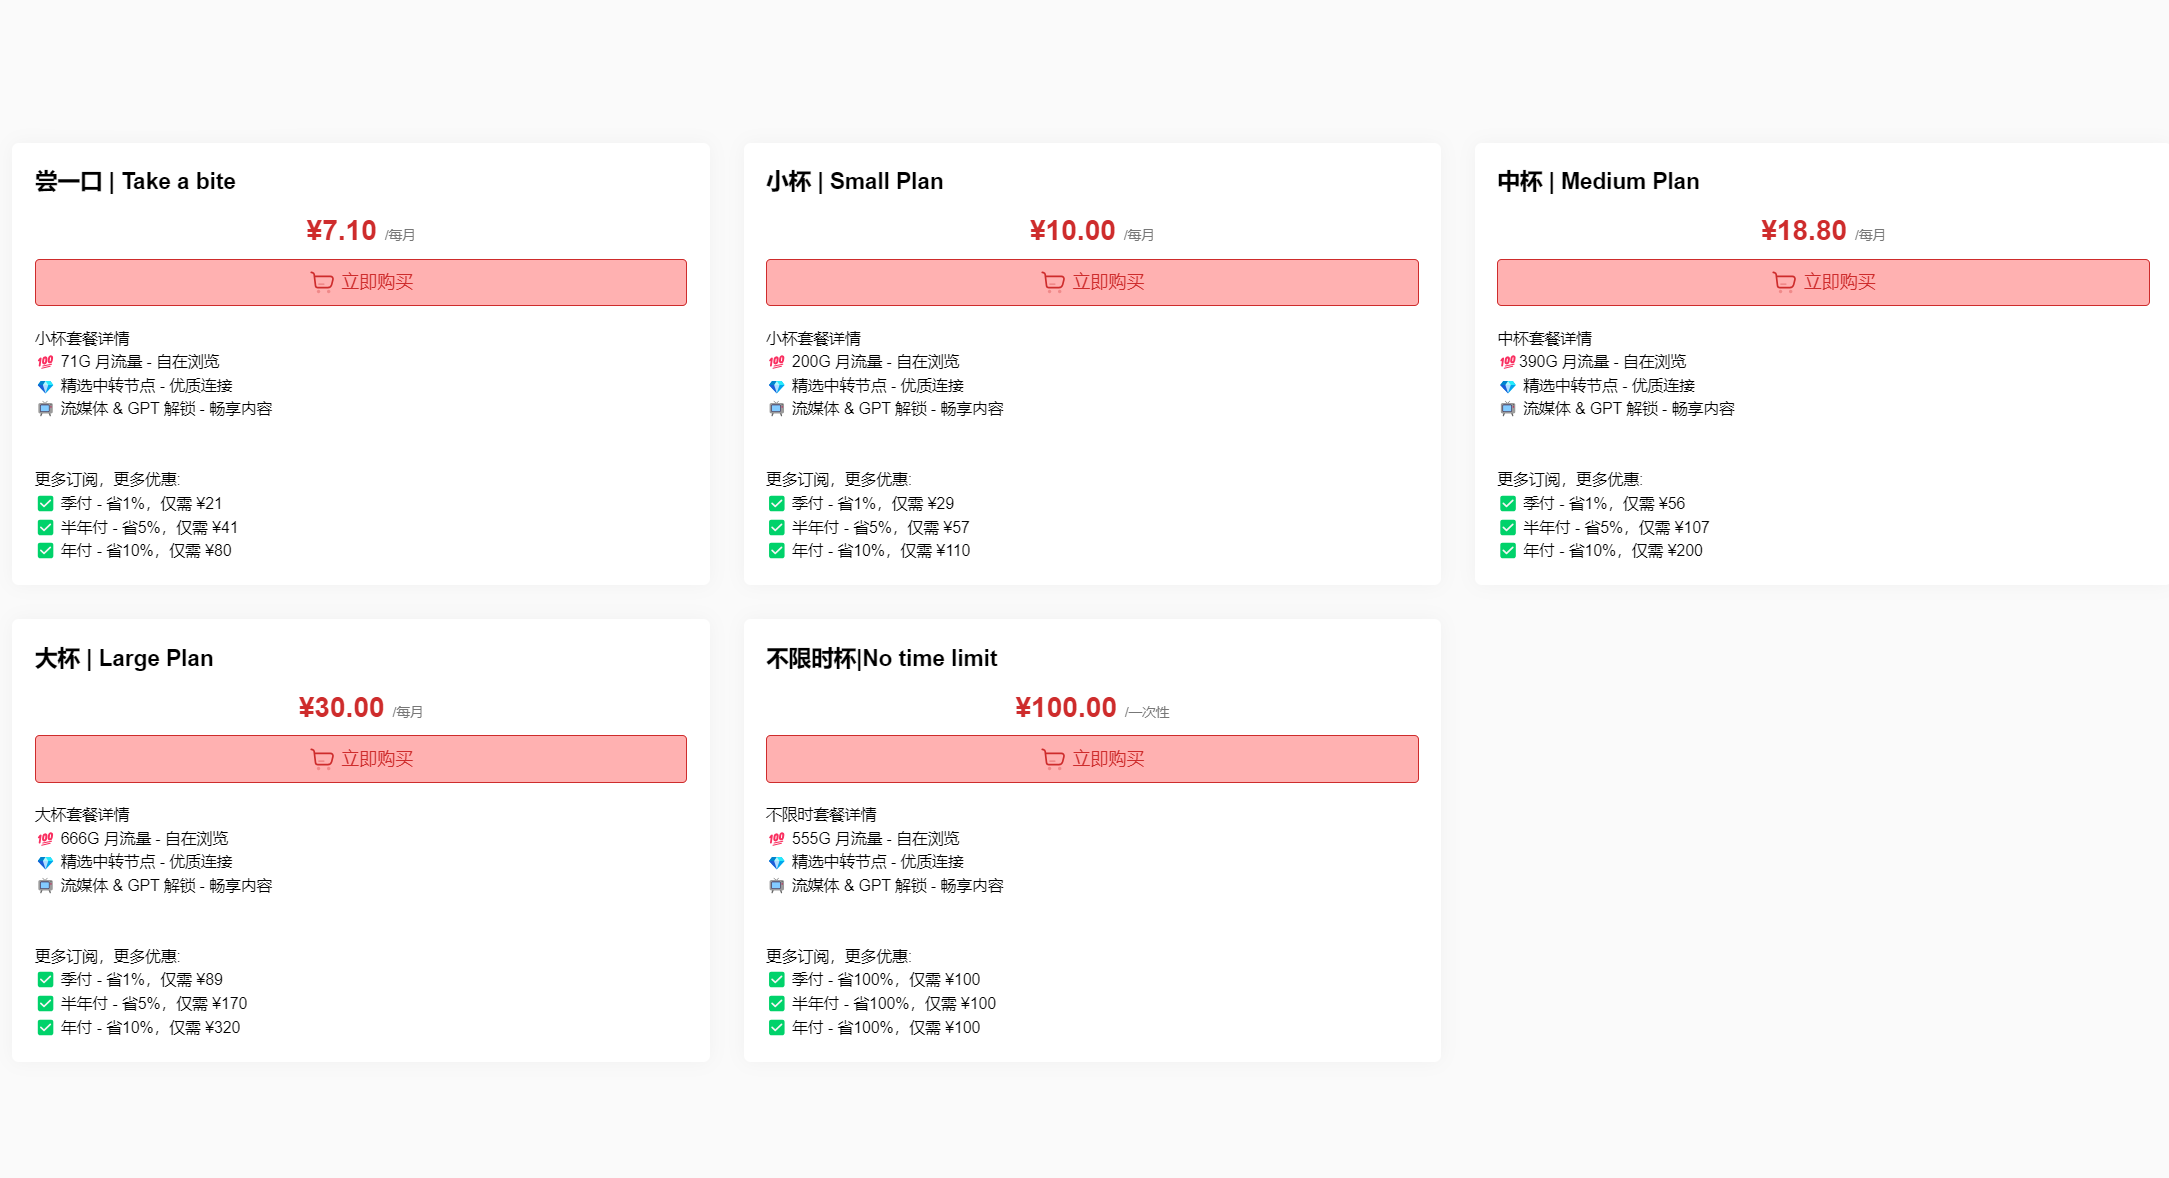 尝一口 | Take a bite
¥7.10 /每月
立即购买
小杯套餐详情
💯 71G 月流量 - 自在浏览
💎 精选中转节点 - 优质连接
📺 流媒体 & GPT 解锁 - 畅享内容
更多订阅，更多优惠:
✅ 季付 - 省1%，仅需 ¥21
✅ 半年付 - 省5%，仅需 ¥41
✅ 年付 - 省10%，仅需 ¥80
小杯 | Small Plan
¥10.00 /每月
立即购买
小杯套餐详情
💯 200G 月流量 - 自在浏览
💎 精选中转节点 - 优质连接
📺 流媒体 & GPT 解锁 - 畅享内容
更多订阅，更多优惠:
✅ 季付 - 省1%，仅需 ¥29
✅ 半年付 - 省5%，仅需 ¥57
✅ 年付 - 省10%，仅需 ¥110
中杯 | Medium Plan
¥18.80 /每月
立即购买
中杯套餐详情
💯390G 月流量 - 自在浏览
💎 精选中转节点 - 优质连接
📺 流媒体 & GPT 解锁 - 畅享内容
更多订阅，更多优惠:
✅ 季付 - 省1%，仅需 ¥56
✅ 半年付 - 省5%，仅需 ¥107
✅ 年付 - 省10%，仅需 ¥200
大杯 | Large Plan
¥30.00 /每月
立即购买
大杯套餐详情
💯 666G 月流量 - 自在浏览
💎 精选中转节点 - 优质连接
📺 流媒体 & GPT 解锁 - 畅享内容
更多订阅，更多优惠:
✅ 季付 - 省1%，仅需 ¥89
✅ 半年付 - 省5%，仅需 ¥170
✅ 年付 - 省10%，仅需 ¥320
不限时杯|No time limit
¥100.00 /一次性
立即购买
不限时套餐详情
💯 555G 月流量 - 自在浏览
💎 精选中转节点 - 优质连接
📺 流媒体 & GPT 解锁 - 畅享内容
更多订阅，更多优惠:
✅ 季付 - 省100%，仅需 ¥100
✅ 半年付 - 省100%，仅需 ¥100
✅ 年付 - 省100%，仅需 ¥100